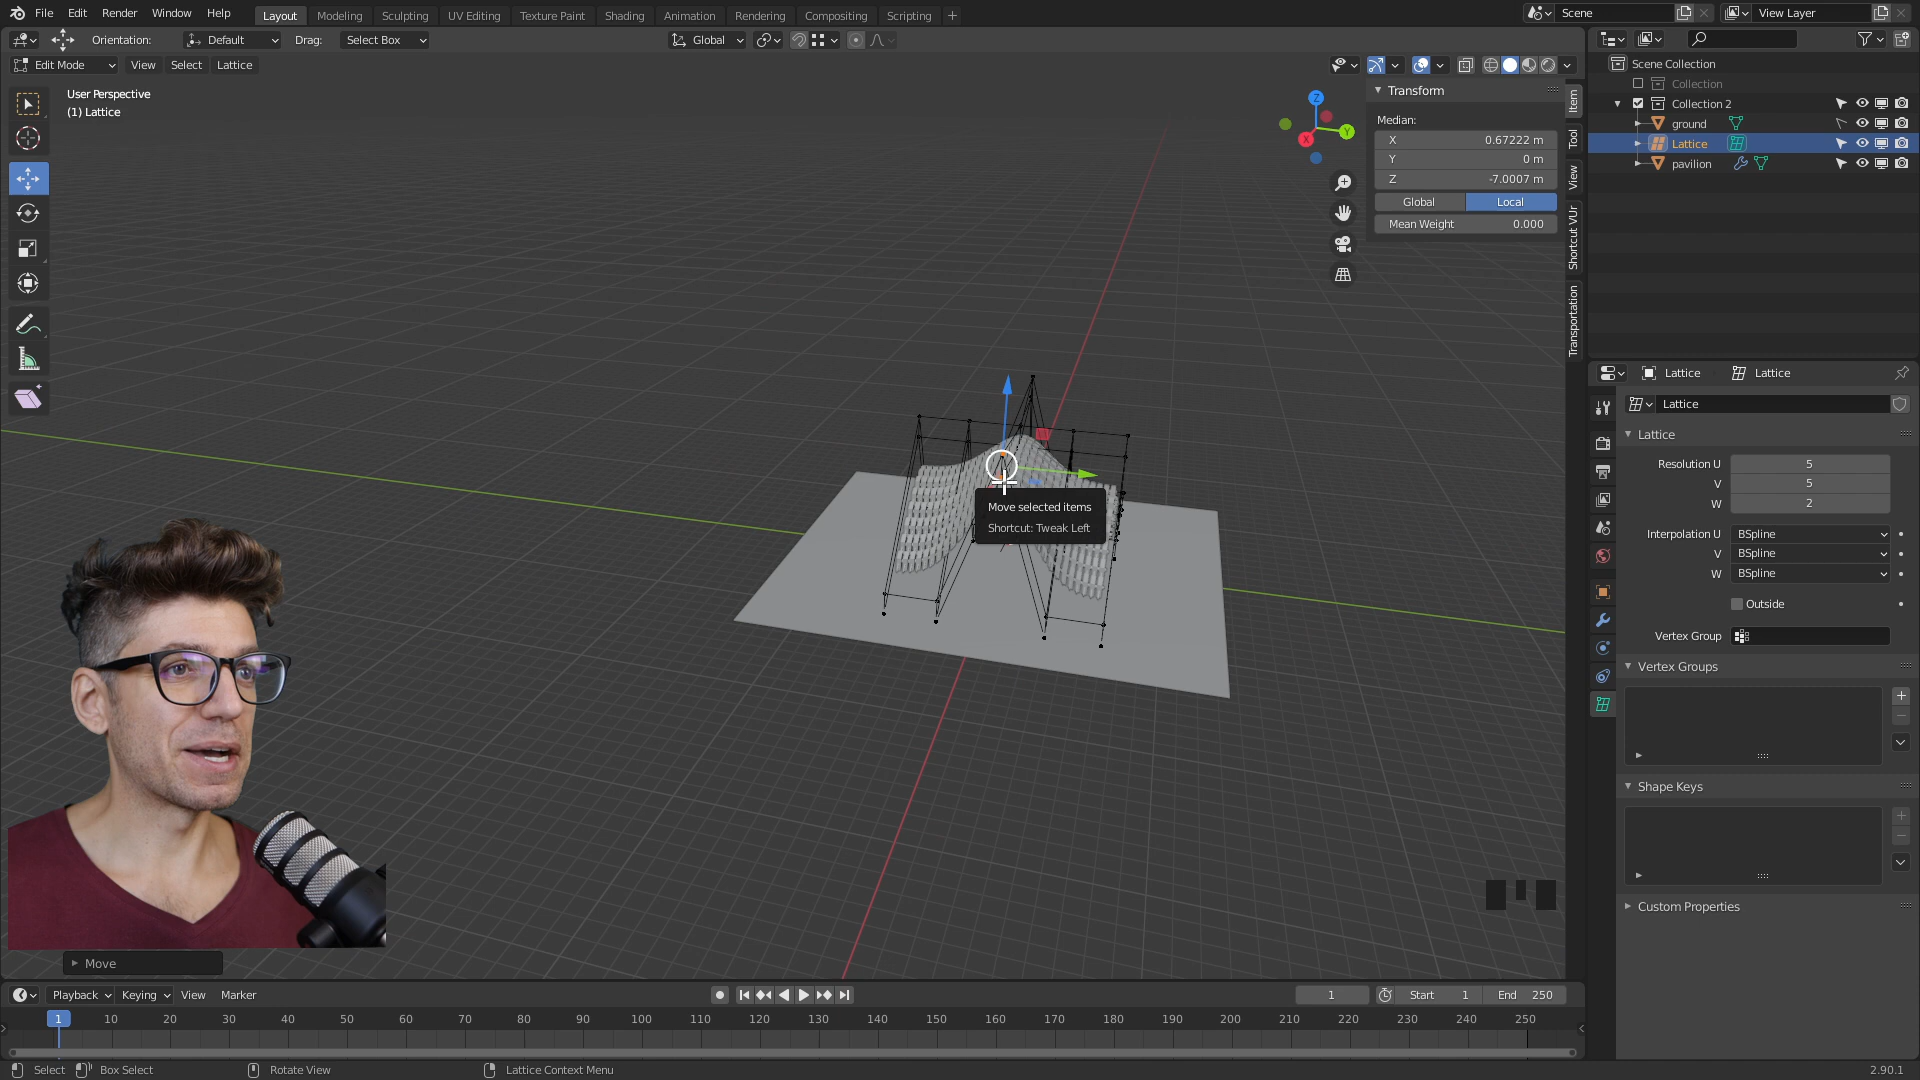 File Edit Render Window Help Layout Modeling Sculpting UV Editing Texture Paint Shading Animation Rendering Compositing Scripting + Scene View Layer
Orientation: Default Drag: Select Box Global
Edit Mode View Select Lattice
User Perspective
(1) Lattice
Z
Y
X
Transform
Median:
X 0.67222 m
Y 0 m
Z -7.0007 m
Global Local
Mean Weight 0.000
Item
Tool
View
Shortcut VUr
Transportation
Move selected items
Shortcut: Tweak Left
Move
Scene Collection
Collection
Collection 2
ground
Lattice
pavilion
Lattice Lattice
Lattice
Lattice
Resolution U 5
V 5
W 2
Interpolation U BSpline
V BSpline
W BSpline
Outside
Vertex Group
Vertex Groups
Shape Keys
Custom Properties
Playback Keying View Marker 1 Start 1 End 250
1 10 20 30 40 50 60 70 80 90 100 110 120 130 140 150 160 170 180 190 200 210 220 230 240 250
Select Box Select Rotate View Lattice Context Menu 2.90.1